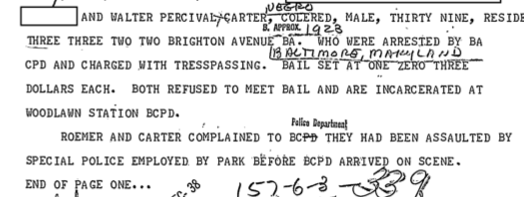 NEGRO
AND WALTER PERCIVAL CARTER, COLERED, MALE, THIRTY NINE, RESIDE
B. APPROX. 1923
THREE THREE TWO TWO BRIGHTON AVENUE BA. WHO WERE ARRESTED BY BA
BALTIMORE, MARYLAND
CPD AND CHARGED WITH TRESSPASSING. BAIL SET AT ONE ZERO THREE
DOLLARS EACH. BOTH REFUSED TO MEET BAIL AND ARE INCARCERATED AT
WOODLAWN STATION BCPD.
Police Department
ROEMER AND CARTER COMPLAINED TO BCPD THEY HAD BEEN ASSAULTED BY
SPECIAL POLICE EMPLOYED BY PARK BEFORE BCPD ARRIVED ON SCENE.
END OF PAGE ONE...
38
157-6-3-339